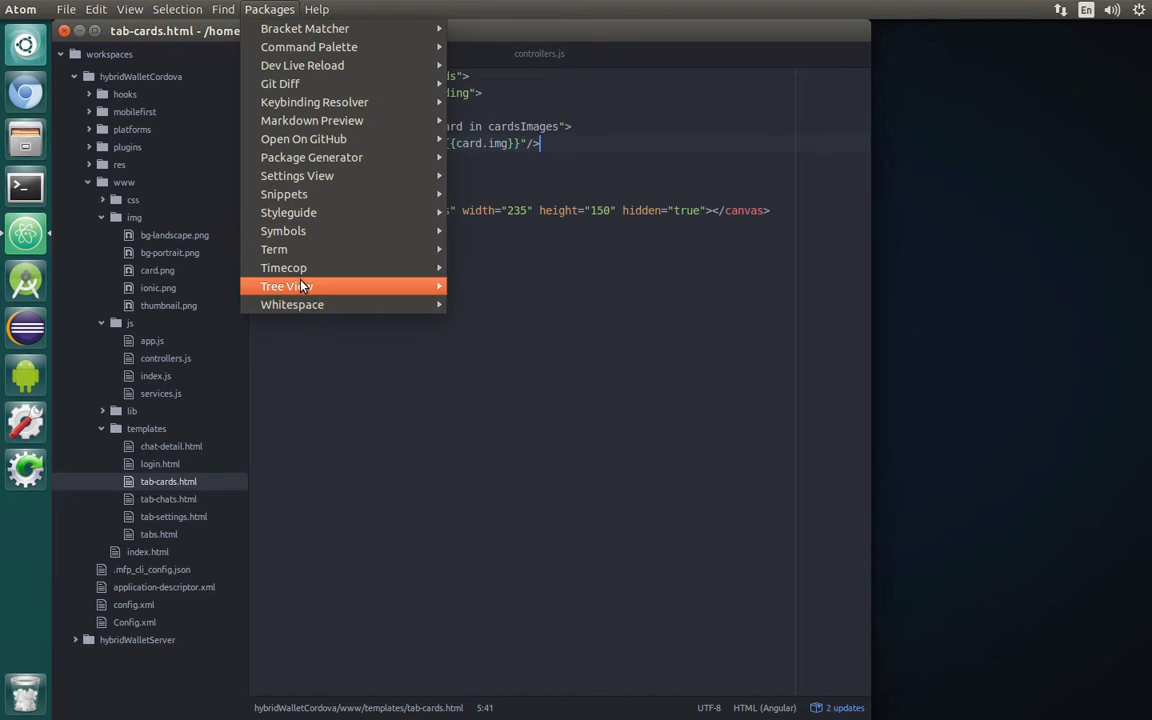 Atom File Edit View Selection Find Packages Help En
tab-cards.html - /home
workspaces
hybridWalletCordova
hooks
mobilefirst
platforms
plugins
res
www
css
img
bg-landscape.png
bg-portrait.png
card.png
ionic.png
thumbnail.png
js
app.js
controllers.js
index.js
services.js
lib
templates
chat-detail.html
login.html
tab-cards.html
tab-chats.html
tab-settings.html
tabs.html
index.html
.mfp_cli_config.json
application-descriptor.xml
config.xml
Config.xml
hybridWalletServer
Bracket Matcher
Command Palette
Dev Live Reload
Git Diff
Keybinding Resolver
Markdown Preview
Open On GitHub
Package Generator
Settings View
Snippets
Styleguide
Symbols
Term
Timecop
Tree View
Whitespace
controllers.js
ds">
ding">
ard in cardsImages">
{{card.img}}"/>
s" width="235" height="150" hidden="true"></canvas>
hybridWalletCordova/www/templates/tab-cards.html 5:41 UTF-8 HTML (Angular) 2 updates